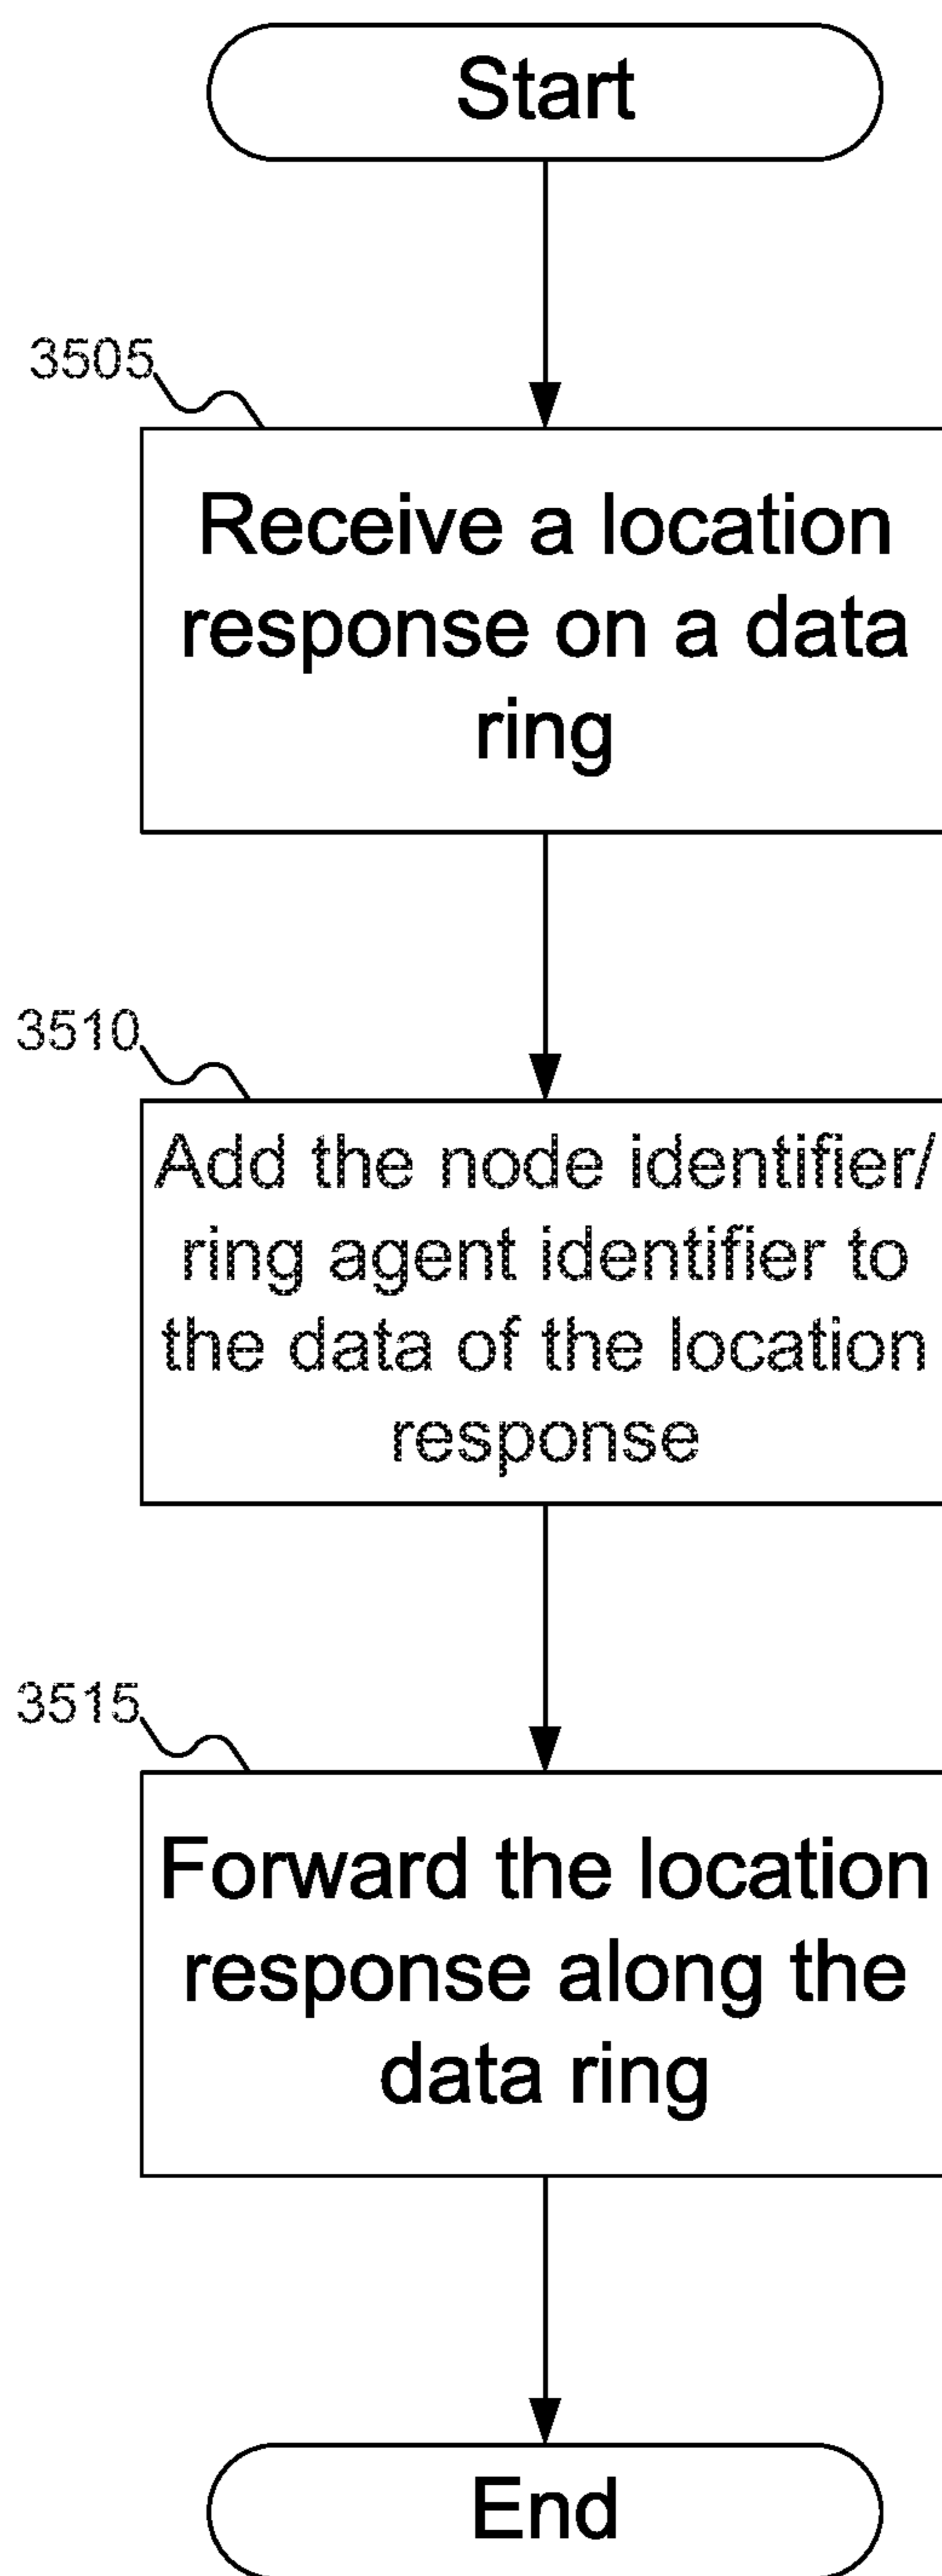 Start
3505
Receive a location
response on a data
ring
3510
Add the node identifier/
ring agent identifier to
the data of the location
response
3515
Forward the location
response along the
data ring
End